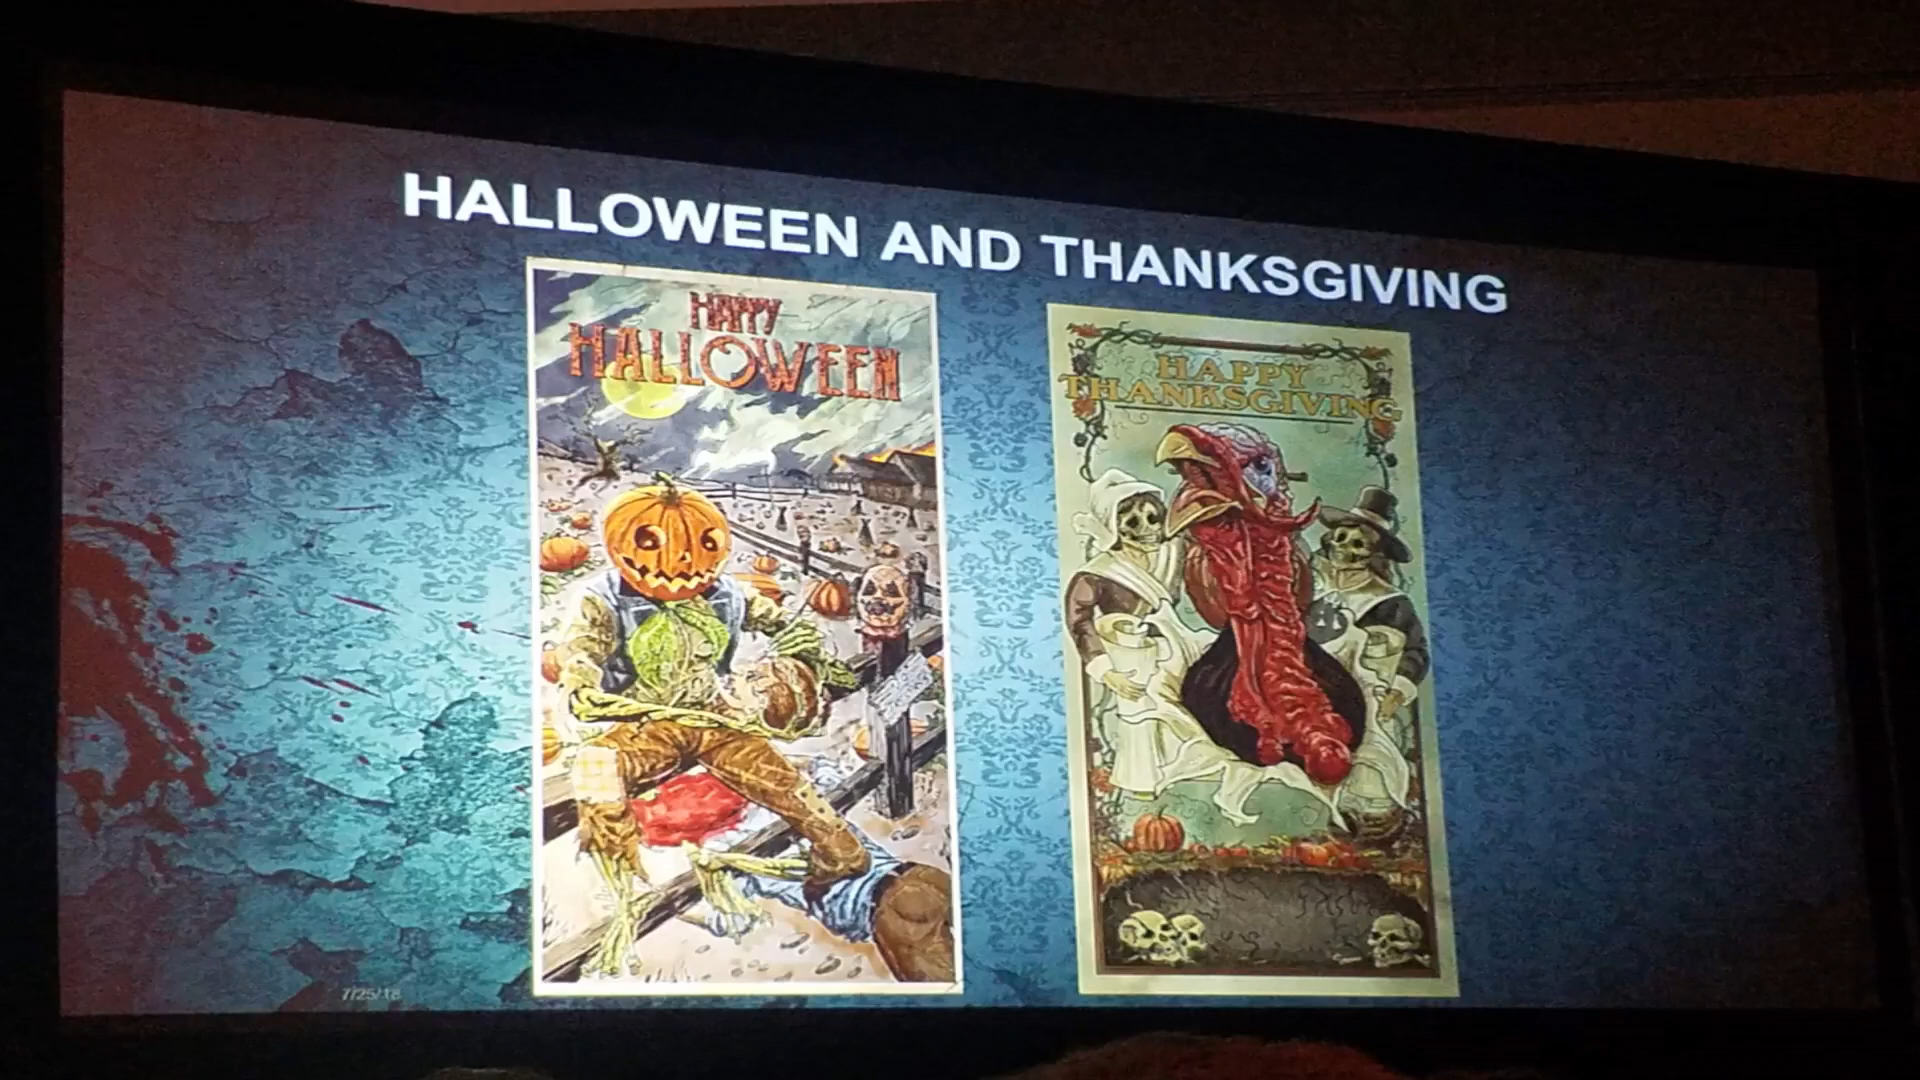 HALLOWEEN AND THANKSGIVING
HAPPY
HALLOWEEN
HAPPY
THANKSGIVING
7/25/18